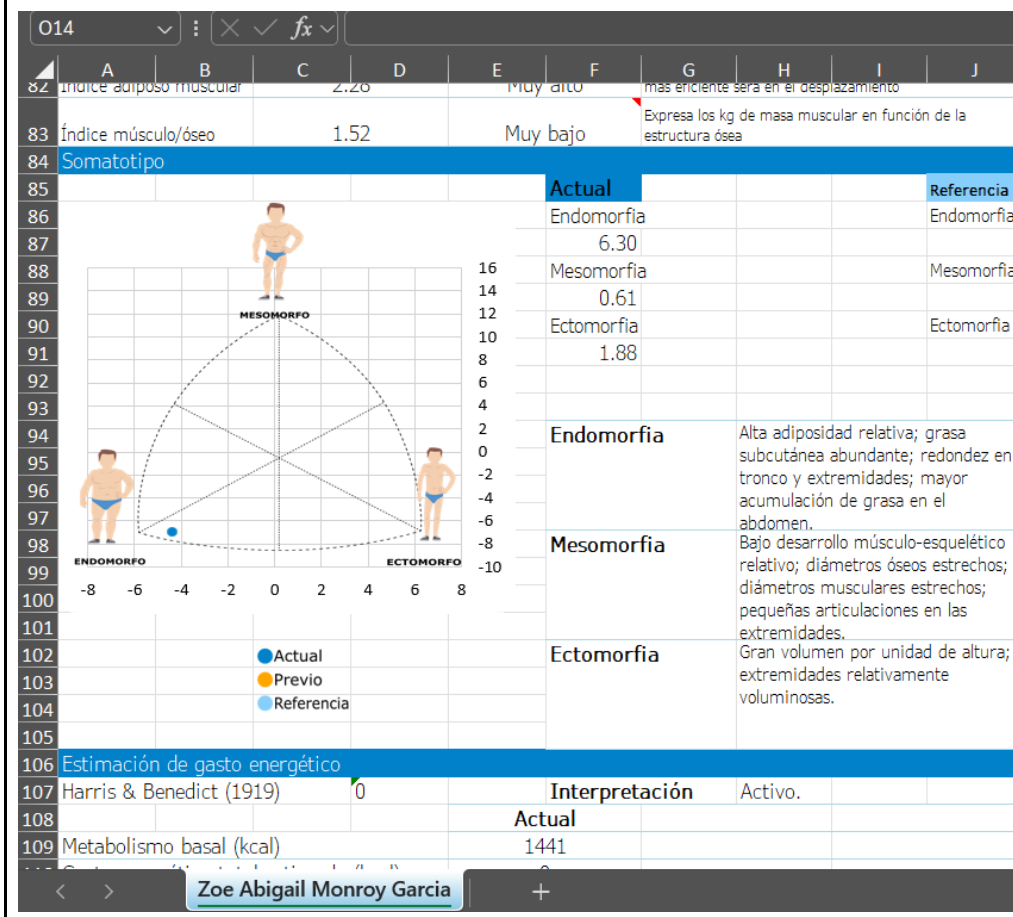 O14 fx
A B C D E F G H I J
82 Índice adiposo muscular 2.28 Muy alto más eficiente será en el desplazamiento
83 Índice músculo/óseo 1.52 Muy bajo Expresa los kg de masa muscular en función de la
estructura ósea
84 Somatotipo
85 Actual Referencia
86 Endomorfia Endomorfia
87 6.30
88 16 Mesomorfia Mesomorfia
89 14 0.61
MESOMORFO 12
90 10 Ectomorfia Ectomorfia
91 8 1.88
92 6
93 4
94 2 Endomorfia Alta adiposidad relativa; grasa
0 subcutánea abundante; redondez en
95 -2 tronco y extremidades; mayor
96 -4 acumulación de grasa en el
97 -6 abdomen.
98 -8 Mesomorfia Bajo desarrollo músculo-esquelético
ENDOMORFO ECTOMORFO -10
99 relativo; diámetros óseos estrechos;
100 -8 -6 -4 -2 0 2 4 6 8 diámetros musculares estrechos;
pequeñas articulaciones en las
101 extremidades.
102 Actual Ectomorfia Gran volumen por unidad de altura;
103 Previo extremidades relativamente
104 Referencia voluminosas.
105
106 Estimación de gasto energético
107 Harris & Benedict (1919) 0 Interpretación Activo.
108 Actual
109 Metabolismo basal (kcal) 1441
Zoe Abigail Monroy Garcia